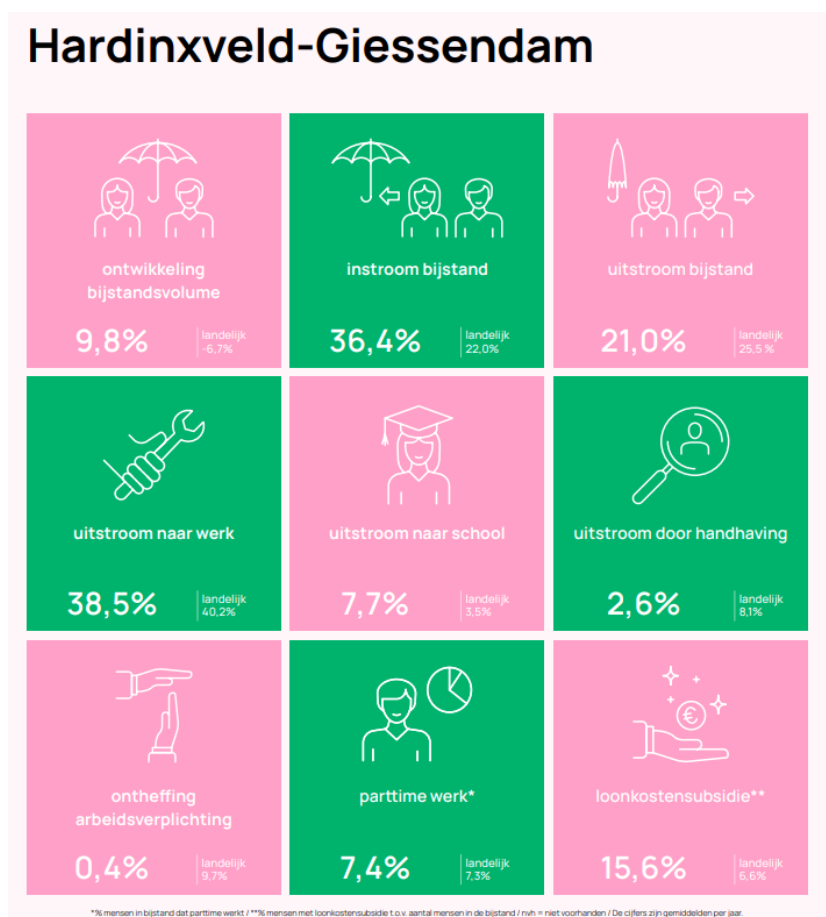 Hardinxveld-Giessendam
ontwikkeling
bijstandsvolume
9,8%
landelijk
-6,7%
instroom bijstand
36,4%
landelijk
22,0%
uitstroom bijstand
21,0%
landelijk
25,5 %
uitstroom naar werk
38,5%
landelijk
40,2%
uitstroom naar school
7,7%
landelijk
3,5%
uitstroom door handhaving
2,6%
landelijk
8,1%
ontheffing
arbeidsverplichting
0,4%
landelijk
9,7%
parttime werk*
7,4%
landelijk
7,3%
loonkostensubsidie**
15,6%
landelijk
6,6%
*% mensen in bijstand dat parttime werkt / **% mensen met loonkostensubsidie t.o.v. aantal mensen in de bijstand / nvh = niet voorhanden / De cijfers zijn gemiddelden per jaar.